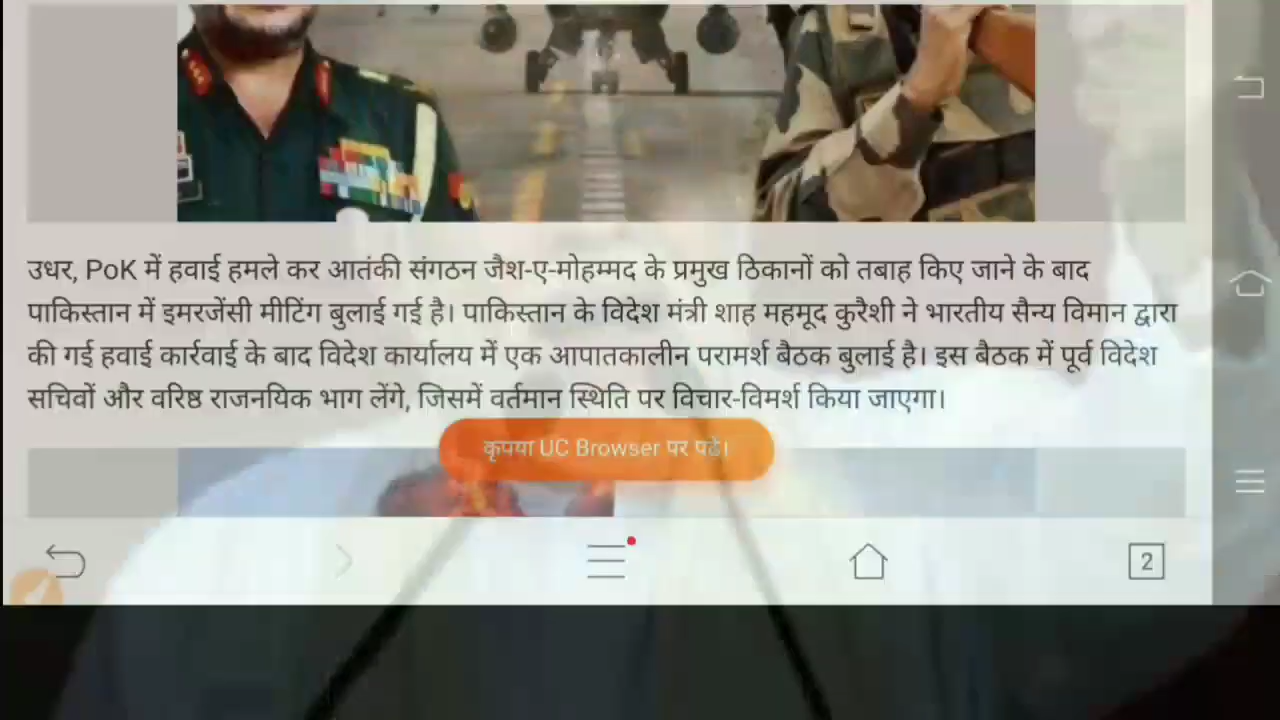 उधर, PoK में हवाई हमले कर आतंकी संगठन जैश-ए-मोहम्मद के प्रमुख ठिकानों को तबाह किए जाने के बाद
पाकिस्तान में इमरजेंसी मीटिंग बुलाई गई है। पाकिस्तान के विदेश मंत्री शाह महमूद कुरैशी ने भारतीय सैन्य विमान द्वारा
की गई हवाई कार्रवाई के बाद विदेश कार्यालय में एक आपातकालीन परामर्श बैठक बुलाई है। इस बैठक में पूर्व विदेश
सचिवों और वरिष्ठ राजनयिक भाग लेंगे, जिसमें वर्तमान स्थिति पर विचार-विमर्श किया जाएगा।
कृपया UC Browser पर पढे।
2